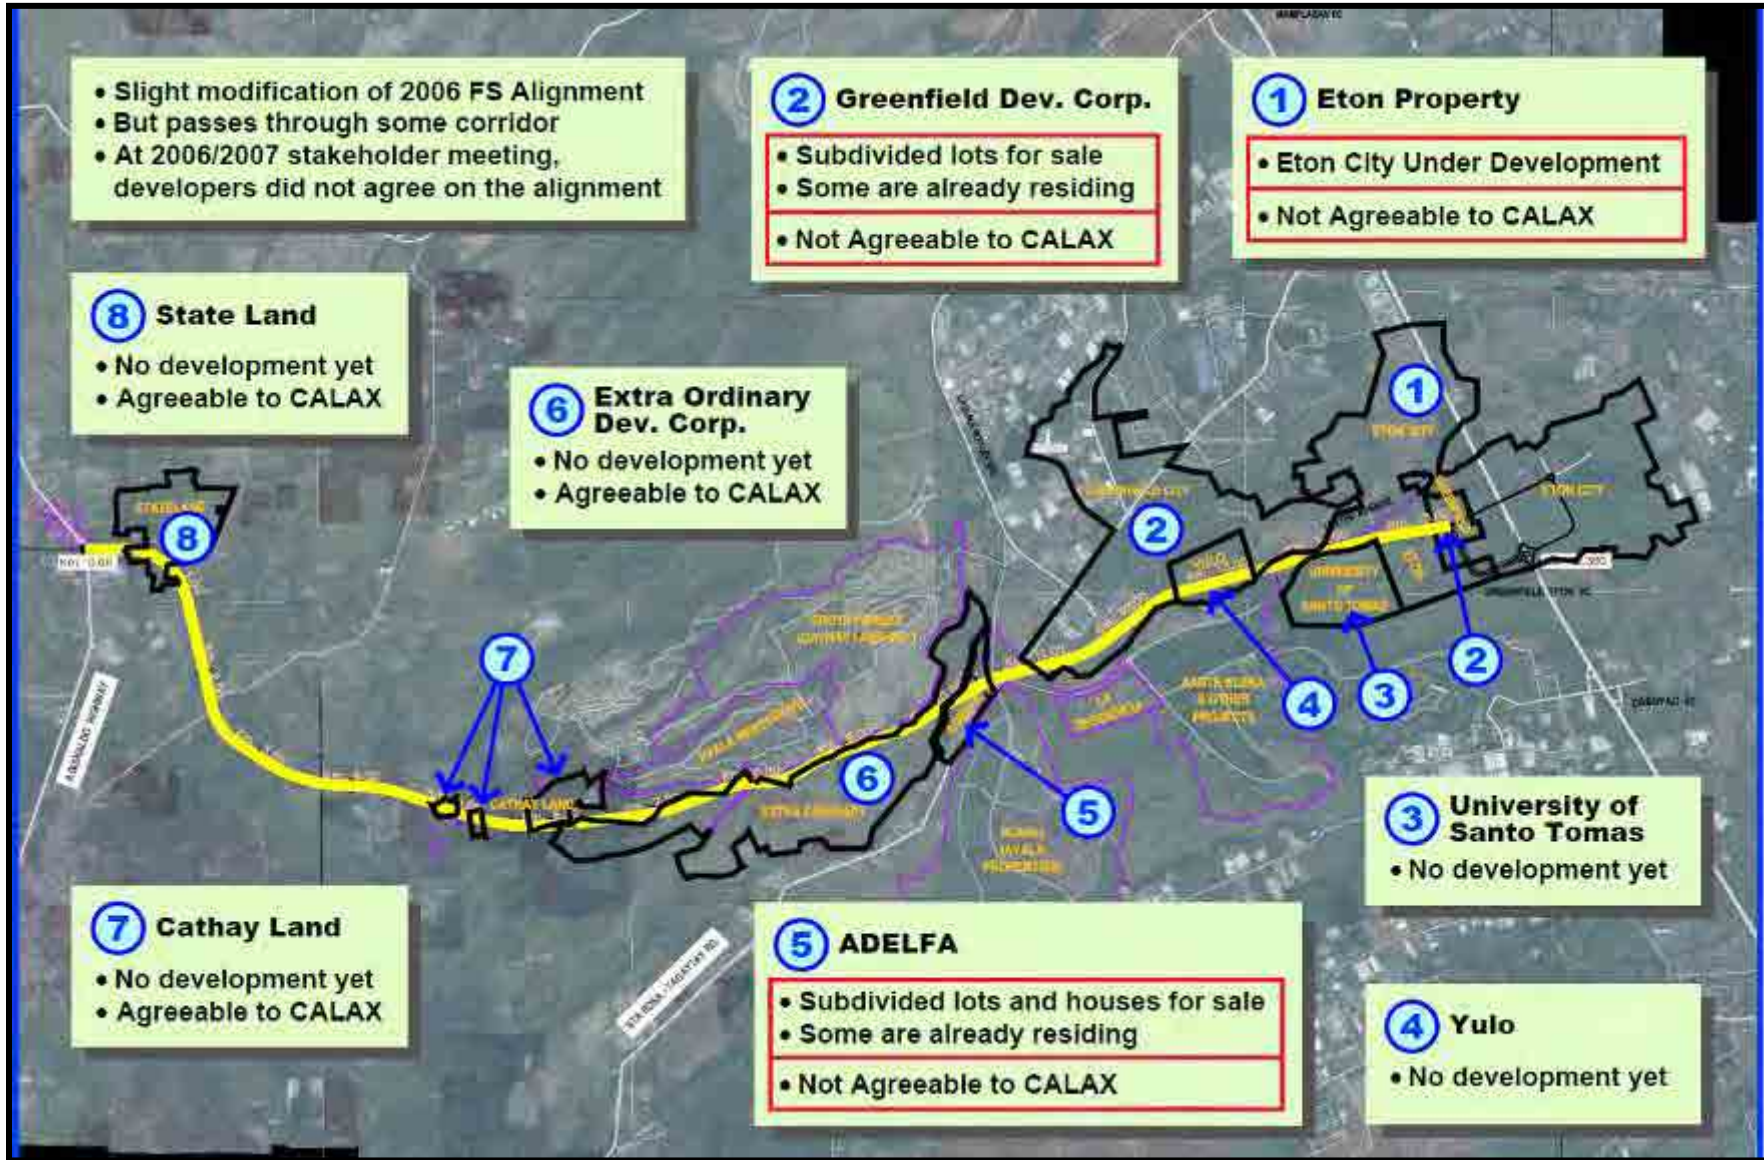 • Slight modification of 2006 FS Alignment
• But passes through some corridor
• At 2006/2007 stakeholder meeting,
developers did not agree on the alignment
2 Greenfield Dev. Corp.
• Subdivided lots for sale
• Some are already residing
• Not Agreeable to CALAX
1 Eton Property
• Eton City Under Development
• Not Agreeable to CALAX
8 State Land
• No development yet
• Agreeable to CALAX
6 Extra Ordinary
Dev. Corp.
• No development yet
• Agreeable to CALAX
1
ETON CITY
ETON CITY
2
8
UNIVERSITY
OF
SANTO TOMAS
7
2
4
3
AGUINALDO HIGHWAY
CATHAY LAND
6
5
STA ROSA - TAGAYTAY RD
3 University of
Santo Tomas
• No development yet
7 Cathay Land
• No development yet
• Agreeable to CALAX
5 ADELFA
• Subdivided lots and houses for sale
• Some are already residing
• Not Agreeable to CALAX
4 Yulo
• No development yet